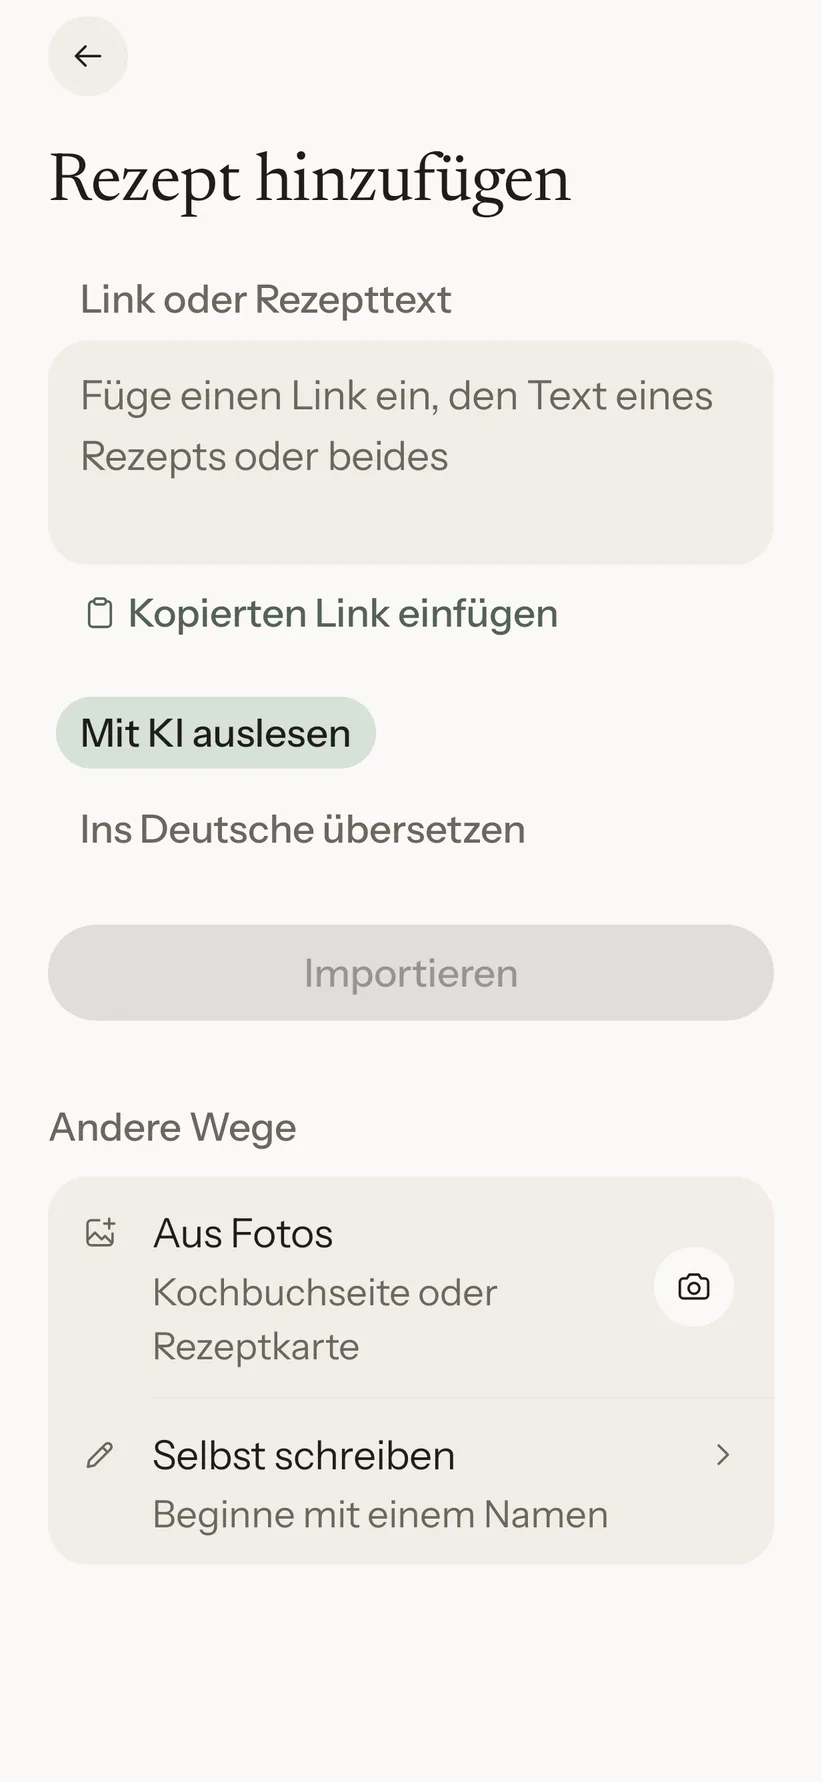 Rezept hinzufügen
Link oder Rezepttext
Füge einen Link ein, den Text eines
Rezepts oder beides
Kopierten Link einfügen
Mit KI auslesen
Ins Deutsche übersetzen
Importieren
Andere Wege
Aus Fotos
Kochbuchseite oder
Rezeptkarte
Selbst schreiben
Beginne mit einem Namen